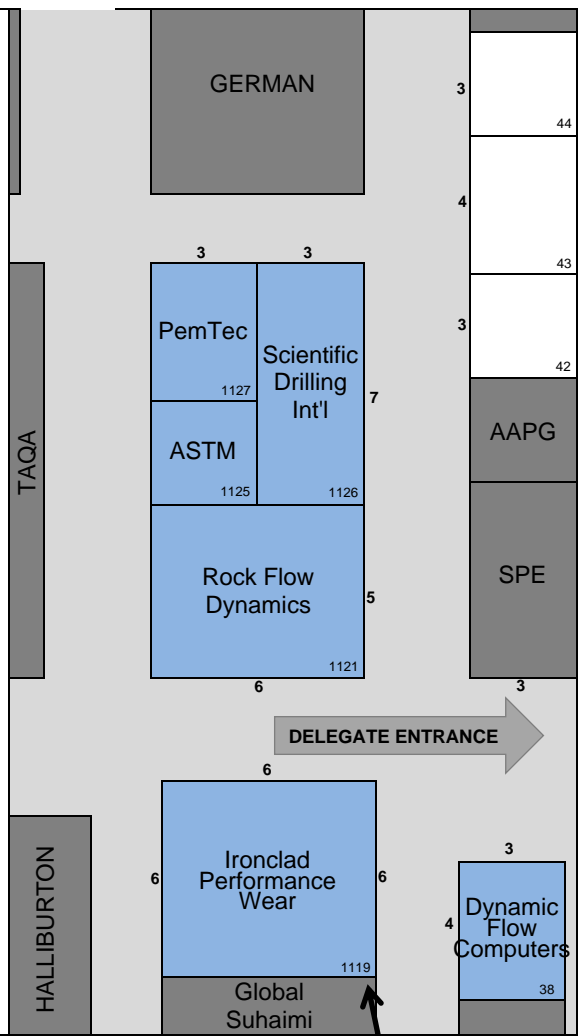 GERMAN
3
44
4
43
3
42
3
3
PemTec
1127
Scientific
Drilling
Int'l
7
1126
ASTM
1125
TAQA
AAPG
SPE
3
Rock Flow
Dynamics
5
1121
6
DELEGATE ENTRANCE
6
Ironclad
Performance
Wear
6
6
1119
HALLIBURTON
Global
Suhaimi
3
4
Dynamic
Flow
Computers
38